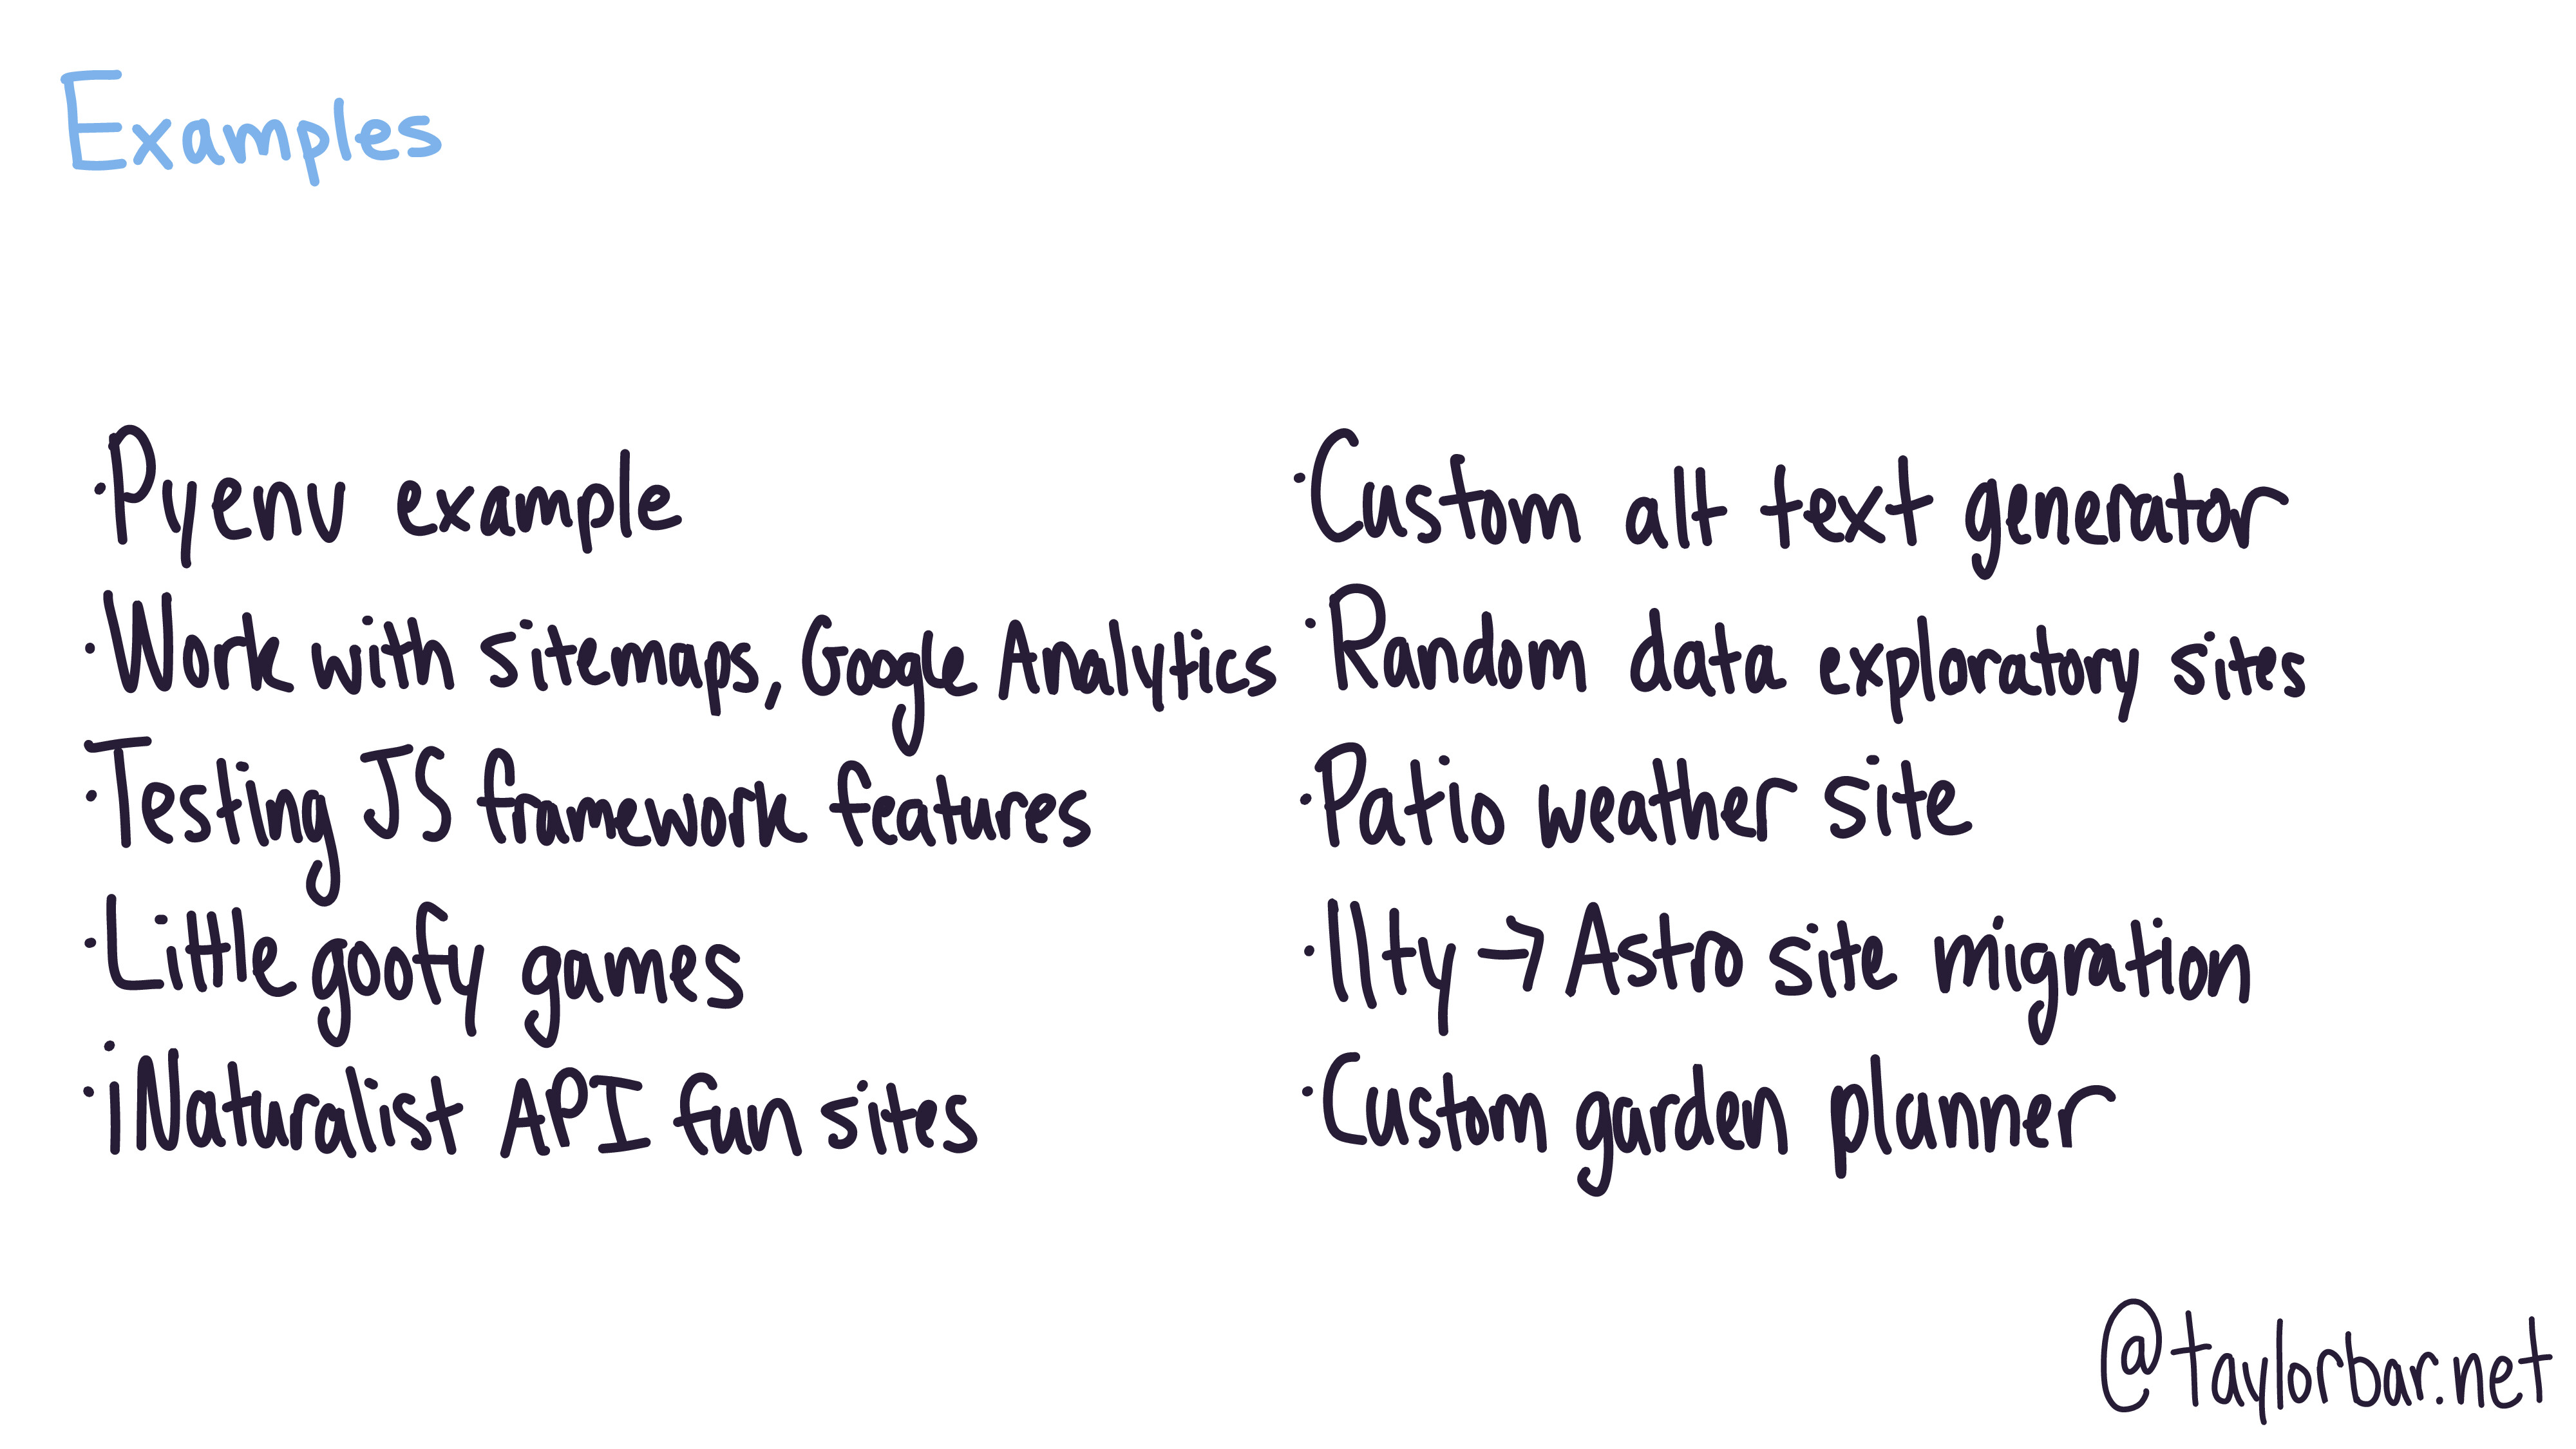 Examples
·Pyenv example
·Work with sitemaps, Google Analytics
·Testing JS framework features
·Little goofy games
·iNaturalist API fun sites
·Custom alt text generator
·Random data exploratory sites
·Patio weather site
·11ty → Astro site migration
·Custom garden planner
@taylorbar.net